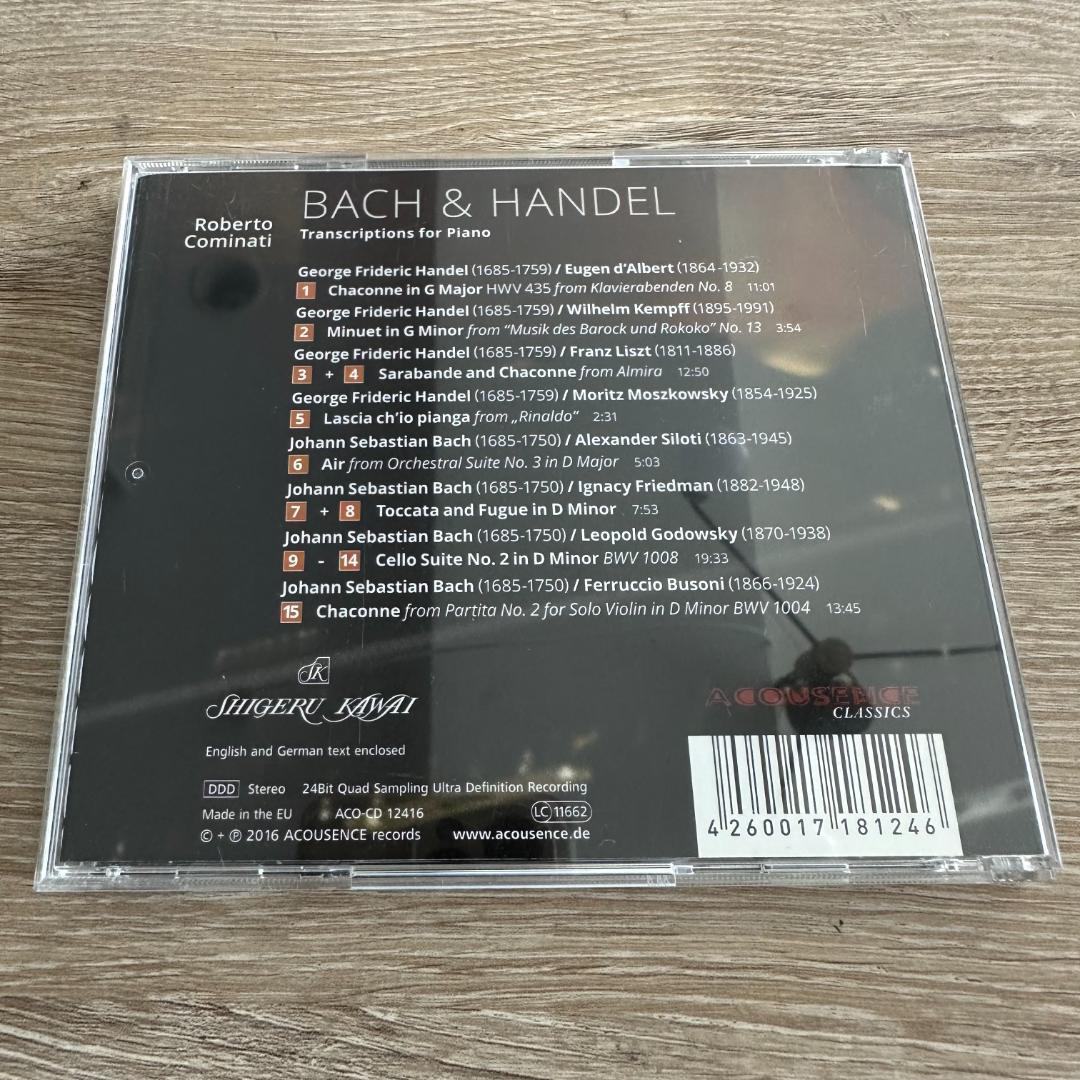 Roberto
Cominati
BACH & HANDEL
Transcriptions for Piano
George Frideric Handel (1685-1759) / Eugen d'Albert (1864-1932)
1 Chaconne in G Major HWV 435 from Klavierabenden No. 8 11:01
George Frideric Handel (1685-1759) / Wilhelm Kempff (1895-1991)
2 Minuet in G Minor from “Musik des Barock und Rokoko” No. 13 3:54
George Frideric Handel (1685-1759) / Franz Liszt (1811-1886)
3 + 4 Sarabande and Chaconne from Almira 12:50
George Frideric Handel (1685-1759) / Moritz Moszkowsky (1854-1925)
5 Lascia ch'io pianga from „Rinaldo” 2:31
Johann Sebastian Bach (1685-1750) / Alexander Siloti (1863-1945)
6 Air from Orchestral Suite No. 3 in D Major 5:03
Johann Sebastian Bach (1685-1750) / Ignacy Friedman (1882-1948)
7 + 8 Toccata and Fugue in D Minor 7:53
Johann Sebastian Bach (1685-1750) / Leopold Godowsky (1870-1938)
9 - 14 Cello Suite No. 2 in D Minor BWV 1008 19:33
Johann Sebastian Bach (1685-1750) / Ferruccio Busoni (1866-1924)
15 Chaconne from Partita No. 2 for Solo Violin in D Minor BWV 1004 13:45
SK
SHIGERU KAWAI
English and German text enclosed
DDD Stereo 24Bit Quad Sampling Ultra Definition Recording
Made in the EU ACO-CD 12416 LC 11662
© + ℗ 2016 ACOUSENCE records www.acousence.de
ACOUSENCE
CLASSICS
4 260017 181246